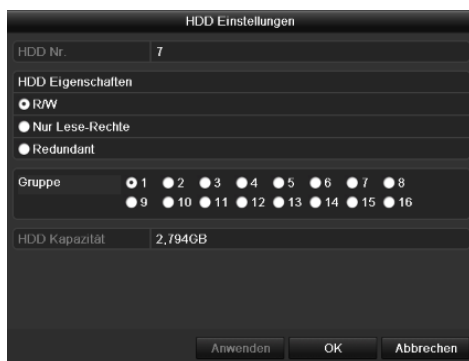 HDD Einstellungen
HDD Nr. 7
HDD Eigenschaften
R/W
Nur Lese-Rechte
Redundant
Gruppe 1 2 3 4 5 6 7 8
9 10 11 12 13 14 15 16
HDD Kapazität 2,794GB
Anwenden OK Abbrechen